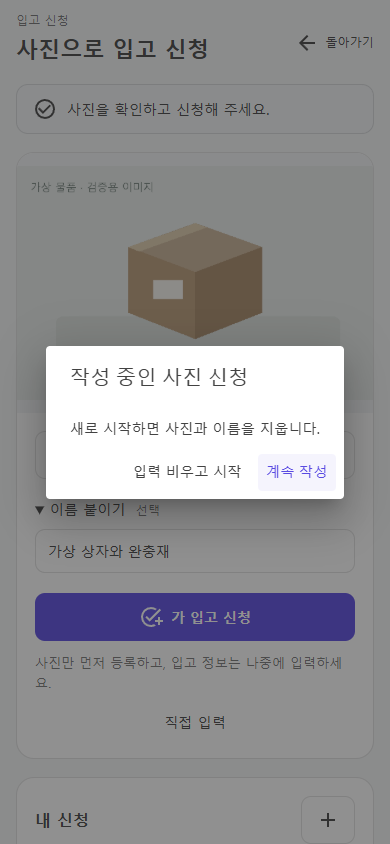 입고 신청
사진으로 입고 신청
돌아가기
사진을 확인하고 신청해 주세요.
가상 물품 · 검증용 이미지
작성 중인 사진 신청
새로 시작하면 사진과 이름을 지웁니다.
입력 비우고 시작
계속 작성
▼ 이름 붙이기 선택
가상 상자와 완충재
가 입고 신청
사진만 먼저 등록하고, 입고 정보는 나중에 입력하세
요.
직접 입력
내 신청